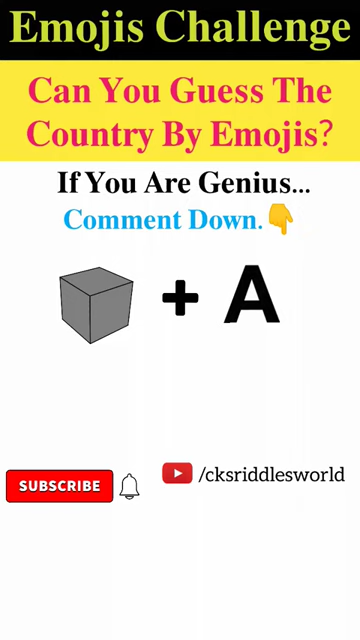 Emojis Challenge
Can You Guess The
Country By Emojis?
If You Are Genius...
Comment Down.👇
+ A
SUBSCRIBE
/cksriddlesworld